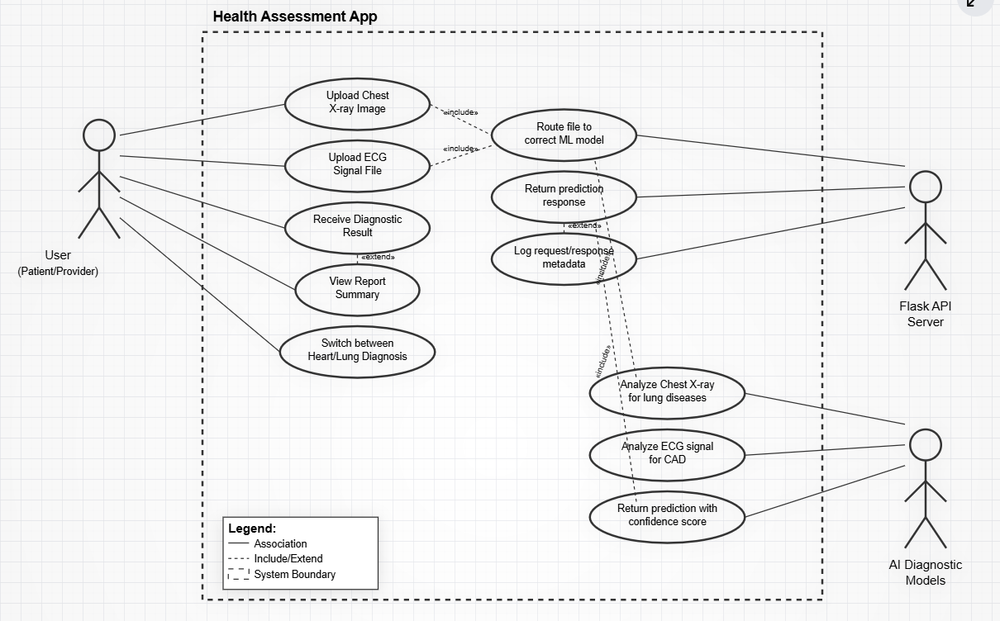 Health Assessment App
Upload Chest
X-ray Image
«include»
Route file to
correct ML model
Upload ECG
Signal File
«include»
Return prediction
response
Receive Diagnostic
Result
«extend»
«extend»
Log request/response
metadata
«include»
View Report
Summary
User
(Patient/Provider)
Flask API
Server
Switch between
Heart/Lung Diagnosis
«include»
Analyze Chest X-ray
for lung diseases
Analyze ECG signal
for CAD
Return prediction with
confidence score
AI Diagnostic
Models
Legend:
Association
Include/Extend
System Boundary